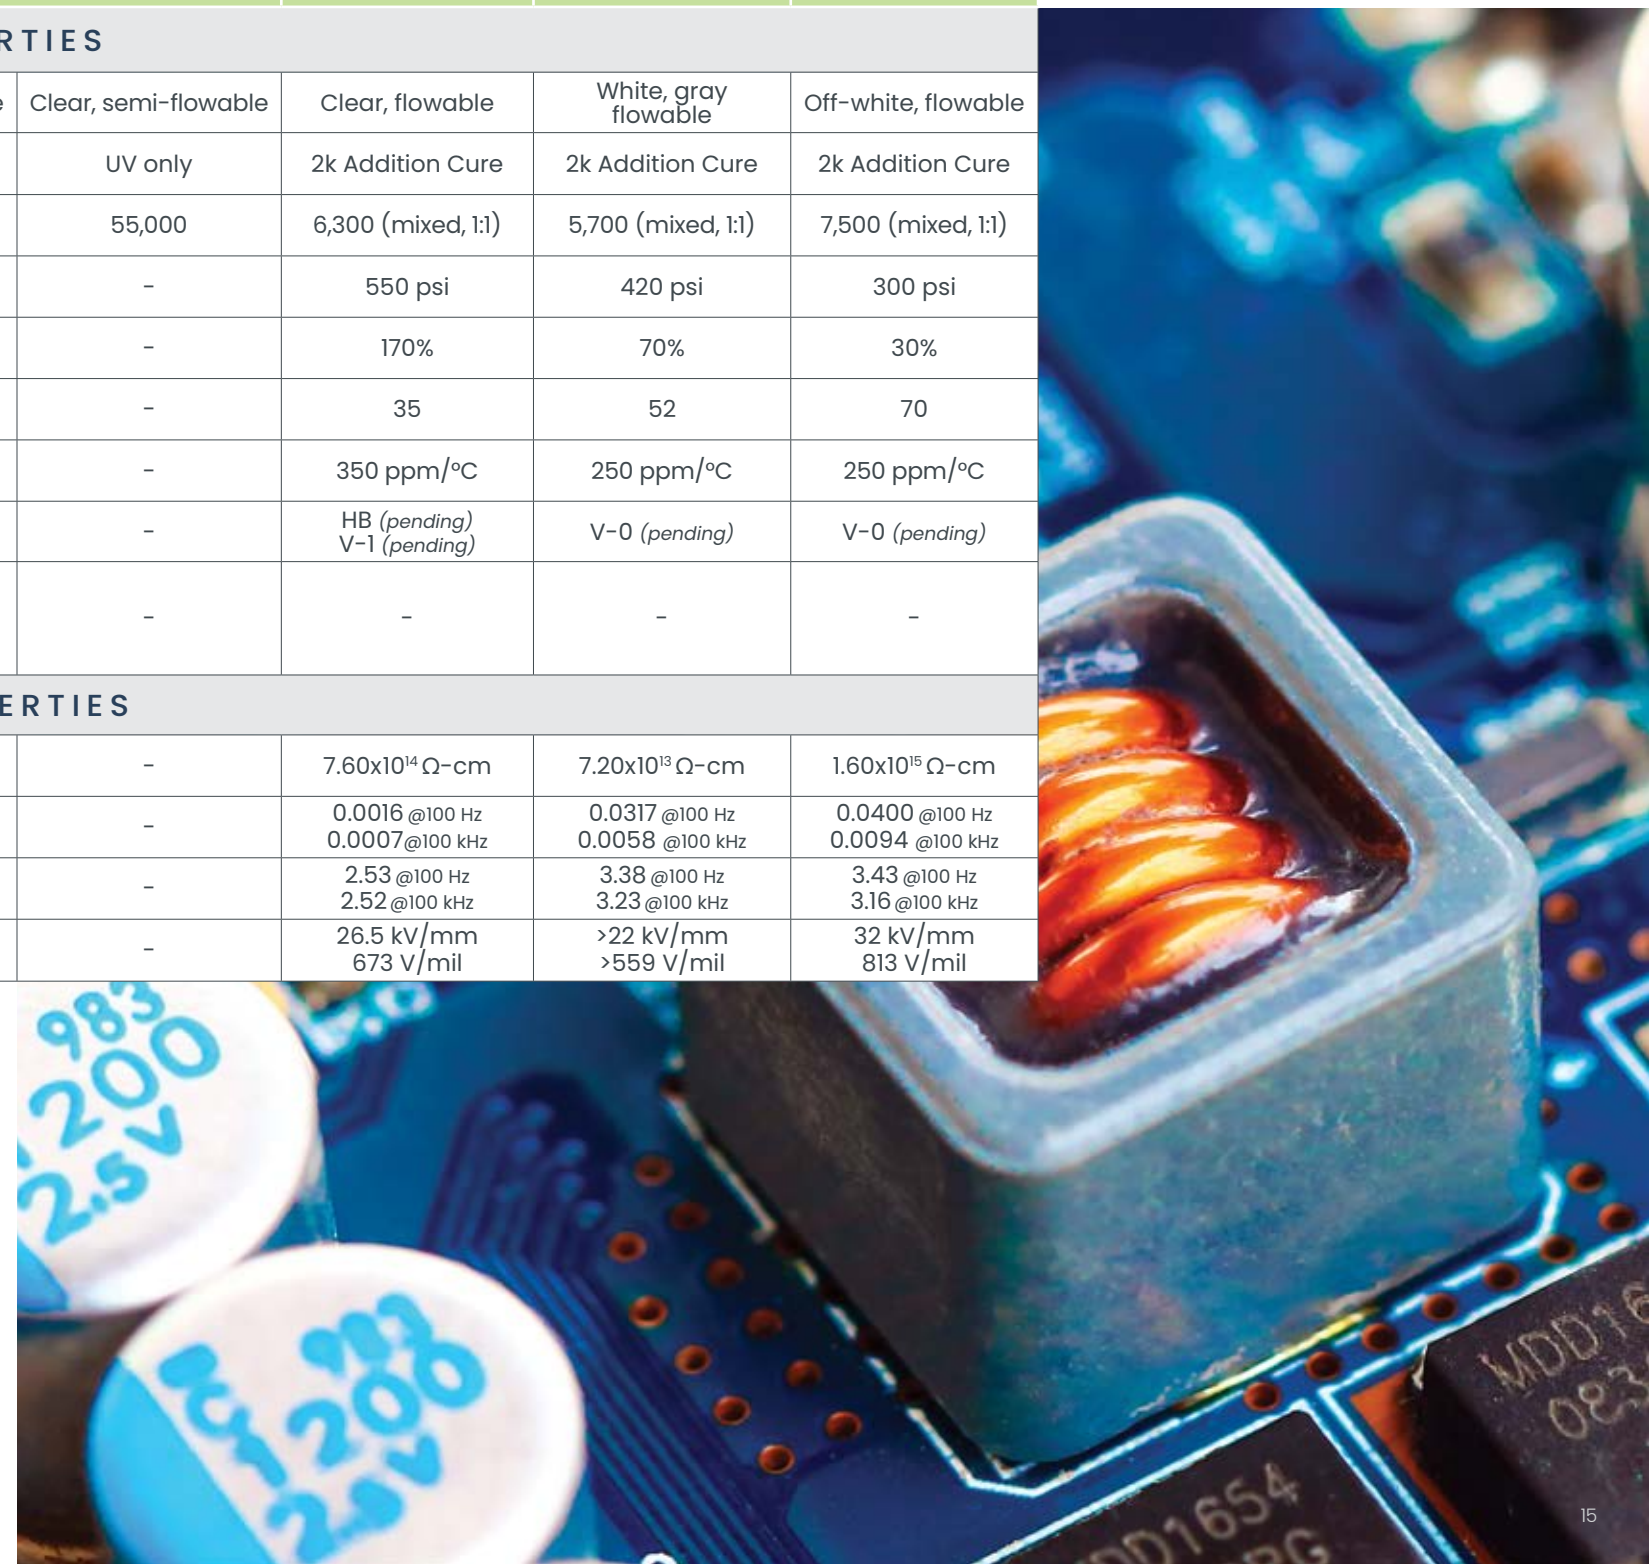 RTIES
e Clear, semi-flowable Clear, flowable White, gray flowable Off-white, flowable
UV only 2k Addition Cure 2k Addition Cure 2k Addition Cure
55,000 6,300 (mixed, 1:1) 5,700 (mixed, 1:1) 7,500 (mixed, 1:1)
- 550 psi 420 psi 300 psi
- 170% 70% 30%
- 35 52 70
- 350 ppm/°C 250 ppm/°C 250 ppm/°C
- HB (pending) V-1 (pending) V-0 (pending) V-0 (pending)
- - - -
ERTIES
- 7.60x10¹⁴ Ω-cm 7.20x10¹³ Ω-cm 1.60x10¹⁵ Ω-cm
- 0.0016 @100 Hz 0.0317 @100 Hz 0.0400 @100 Hz
0.0007@100 kHz 0.0058 @100 kHz 0.0094 @100 kHz
- 2.53 @100 Hz 3.38 @100 Hz 3.43 @100 Hz
2.52 @100 kHz 3.23 @100 kHz 3.16 @100 kHz
- 26.5 kV/mm >22 kV/mm 32 kV/mm
673 V/mil >559 V/mil 813 V/mil
983
200
2.5V
983
200
MDD16
083
DD1654
RG
15